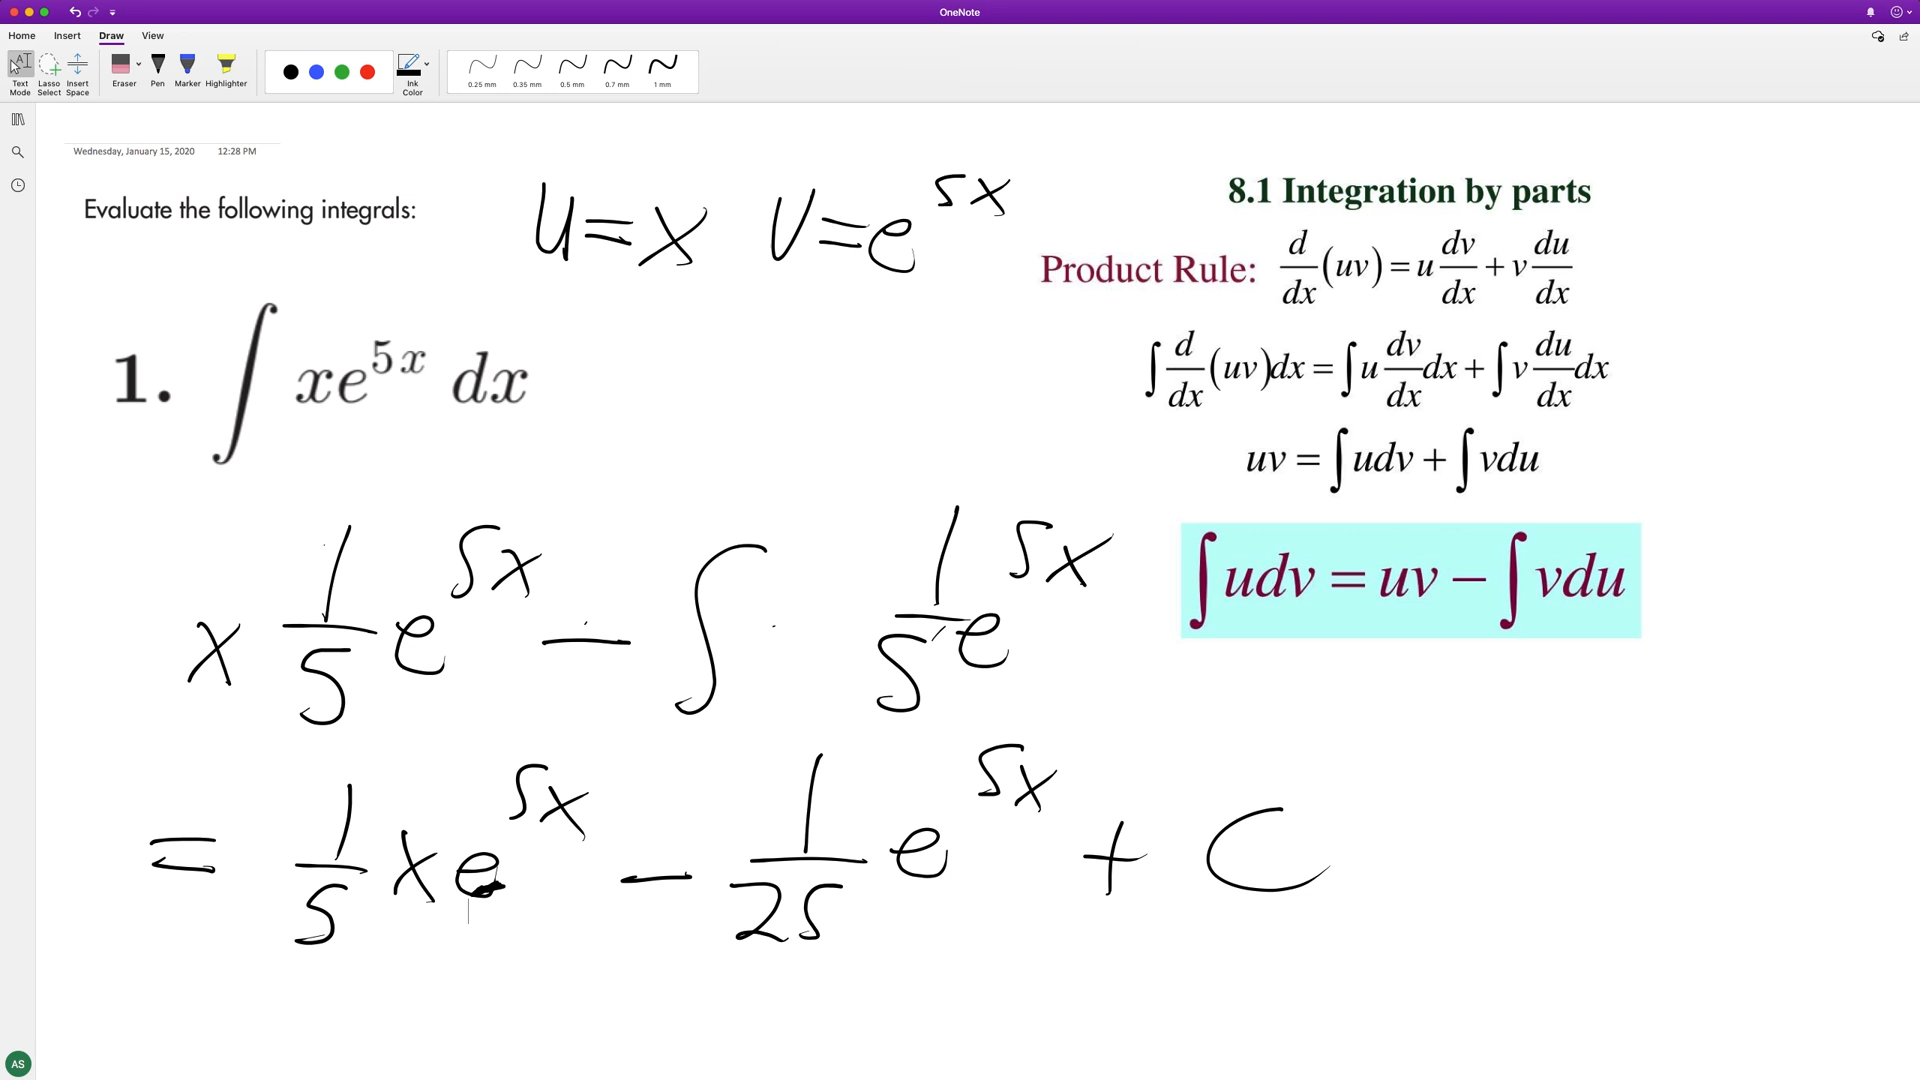 OneNote
Home Insert Draw View
Text Mode Lasso Select Insert Space Eraser Pen Marker Highlighter Ink Color 0.25 mm 0.35 mm 0.5 mm 0.7 mm 1 mm
Wednesday, January 15, 2020 12:28 PM
Evaluate the following integrals:
u = x v = e^{5x}
1. ∫ xe^{5x} dx
8.1 Integration by parts
Product Rule: d/dx (uv) = u dv/dx + v du/dx
∫ d/dx (uv)dx = ∫ u dv/dx dx + ∫ v du/dx dx
uv = ∫ udv + ∫ vdu
∫ udv = uv − ∫ vdu
x 1/5 e^{5x} − ∫ 1/5 e^{5x}
= 1/5 xe^{5x} − 1/25 e^{5x} + C
AS